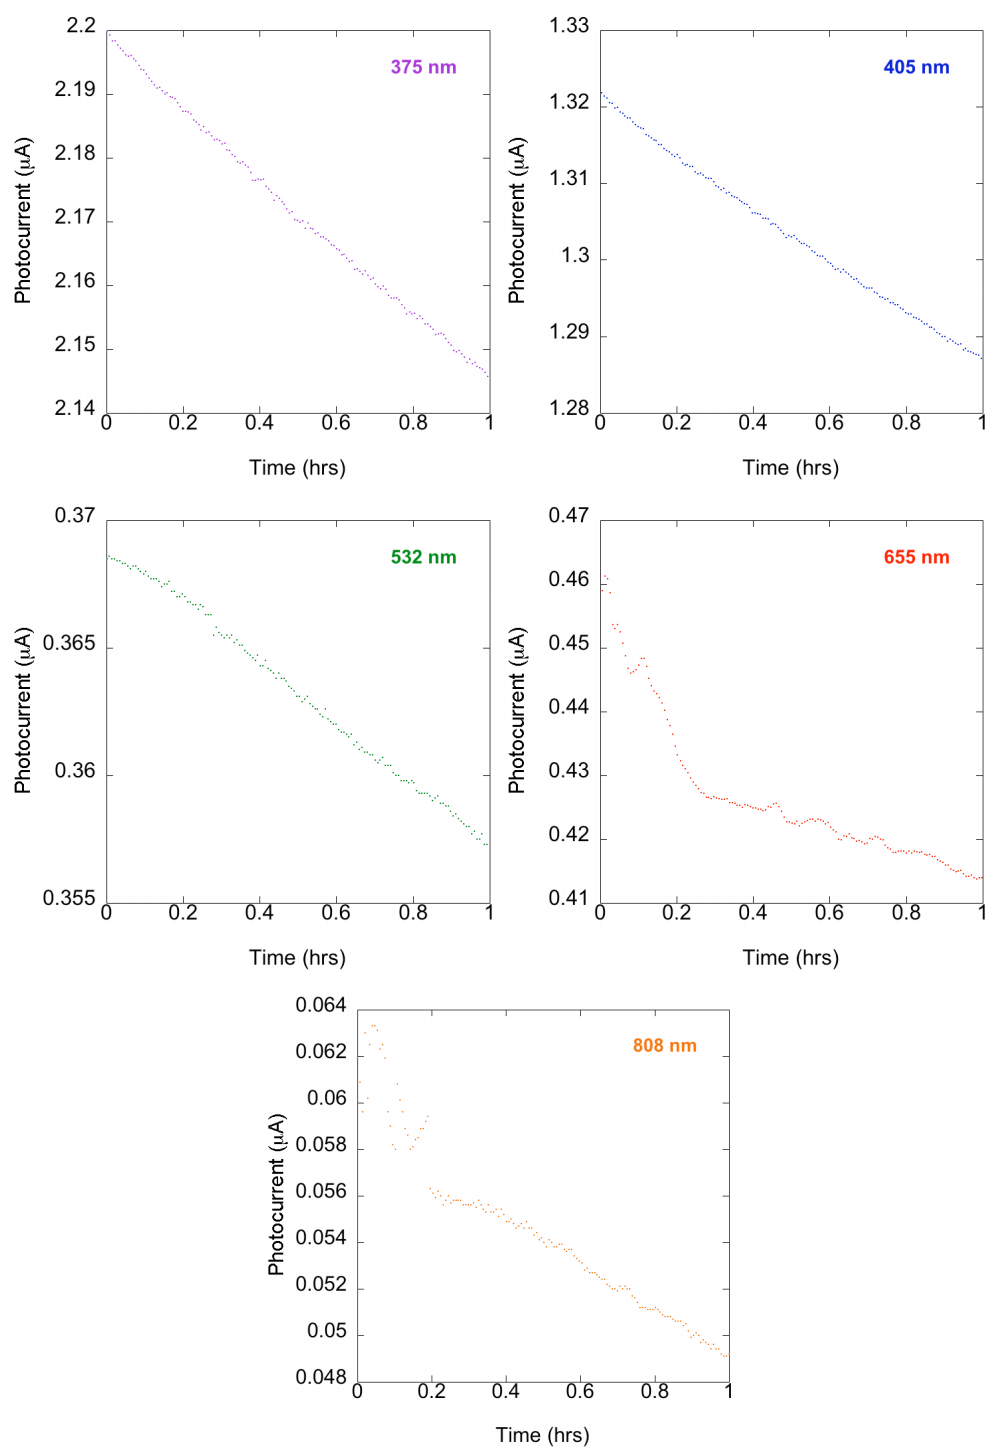 2.2
2.19
2.18
2.17
2.16
2.15
2.14
Photocurrent (μA)
375 nm
0 0.2 0.4 0.6 0.8 1
Time (hrs)
1.33
1.32
1.31
1.3
1.29
1.28
Photocurrent (μA)
405 nm
0 0.2 0.4 0.6 0.8 1
Time (hrs)
0.37
0.365
0.36
0.355
Photocurrent (μA)
532 nm
0 0.2 0.4 0.6 0.8 1
Time (hrs)
0.47
0.46
0.45
0.44
0.43
0.42
0.41
Photocurrent (μA)
655 nm
0 0.2 0.4 0.6 0.8 1
Time (hrs)
0.064
0.062
0.06
0.058
0.056
0.054
0.052
0.05
0.048
Photocurrent (μA)
808 nm
0 0.2 0.4 0.6 0.8 1
Time (hrs)